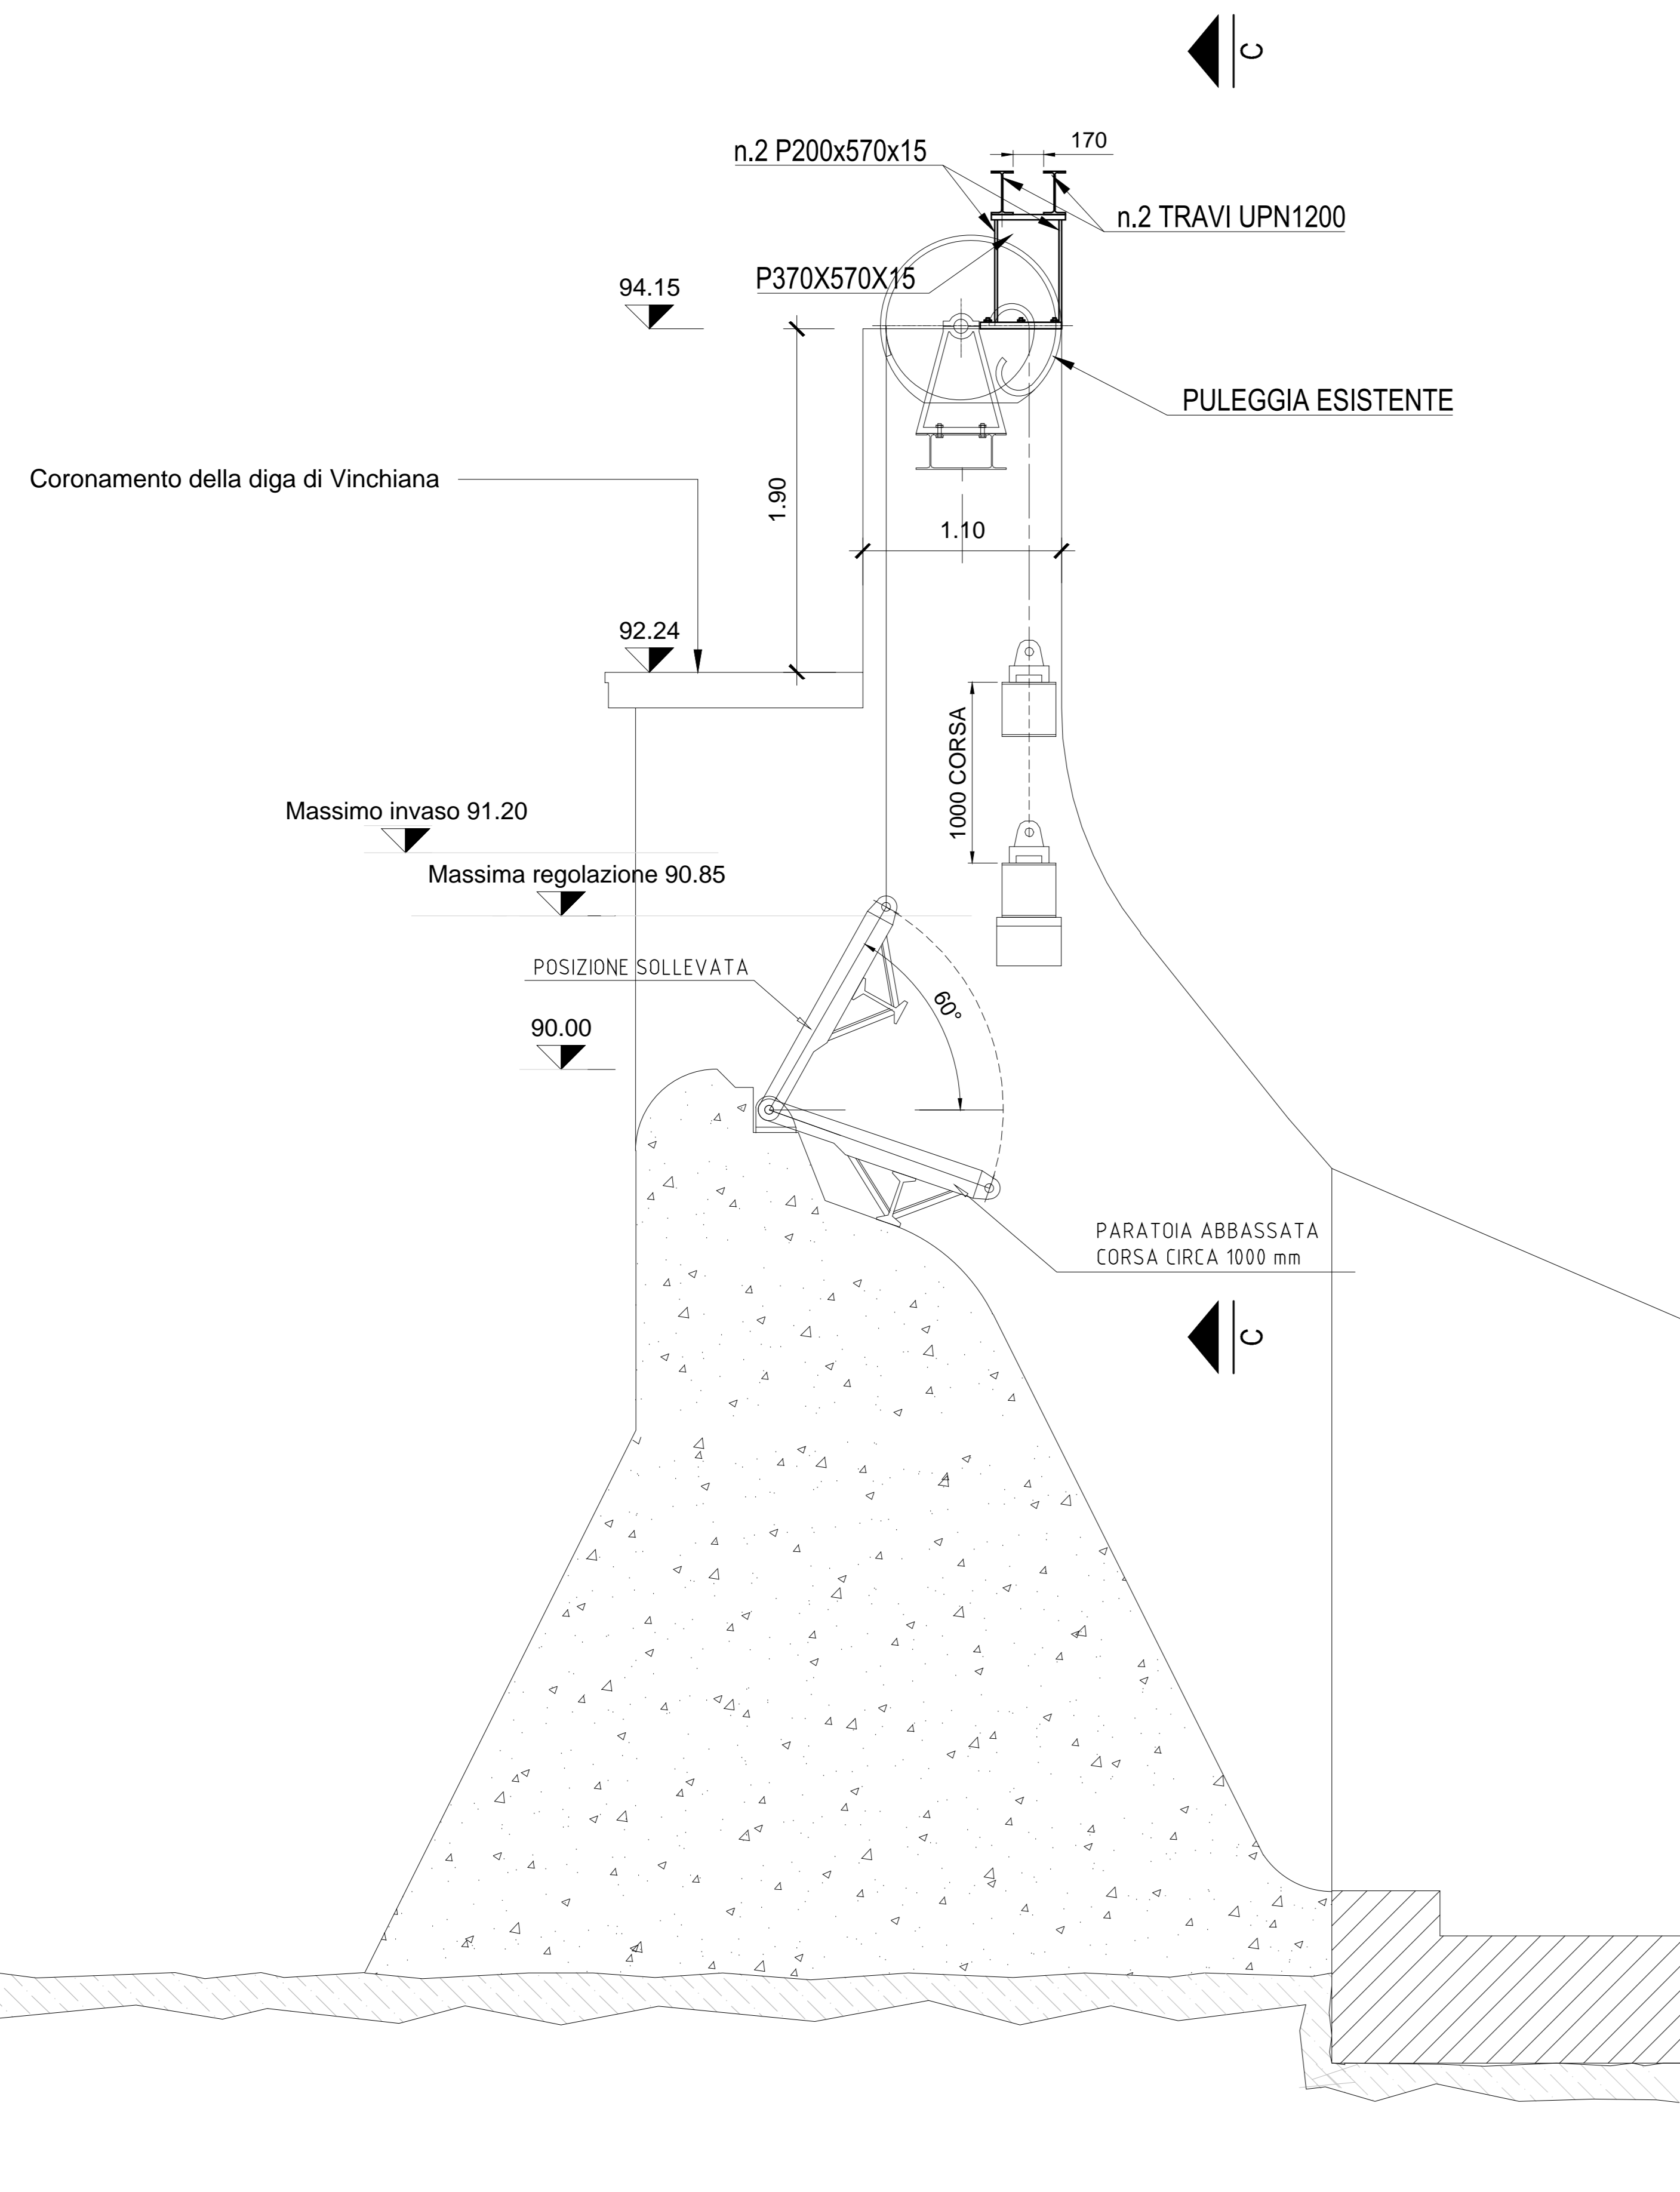 C
170
n.2 P200x570x15
n.2 TRAVI UPN1200
P370X570X15
94.15
PULEGGIA ESISTENTE
Coronamento della diga di Vinchiana
1.90
1.10
92.24
1000 CORSA
Massimo invaso 91.20
Massima regolazione 90.85
POSIZIONE SOLLEVATA
60°
90.00
PARATOIA ABBASSATA
CORSA CIRCA 1000 mm
C